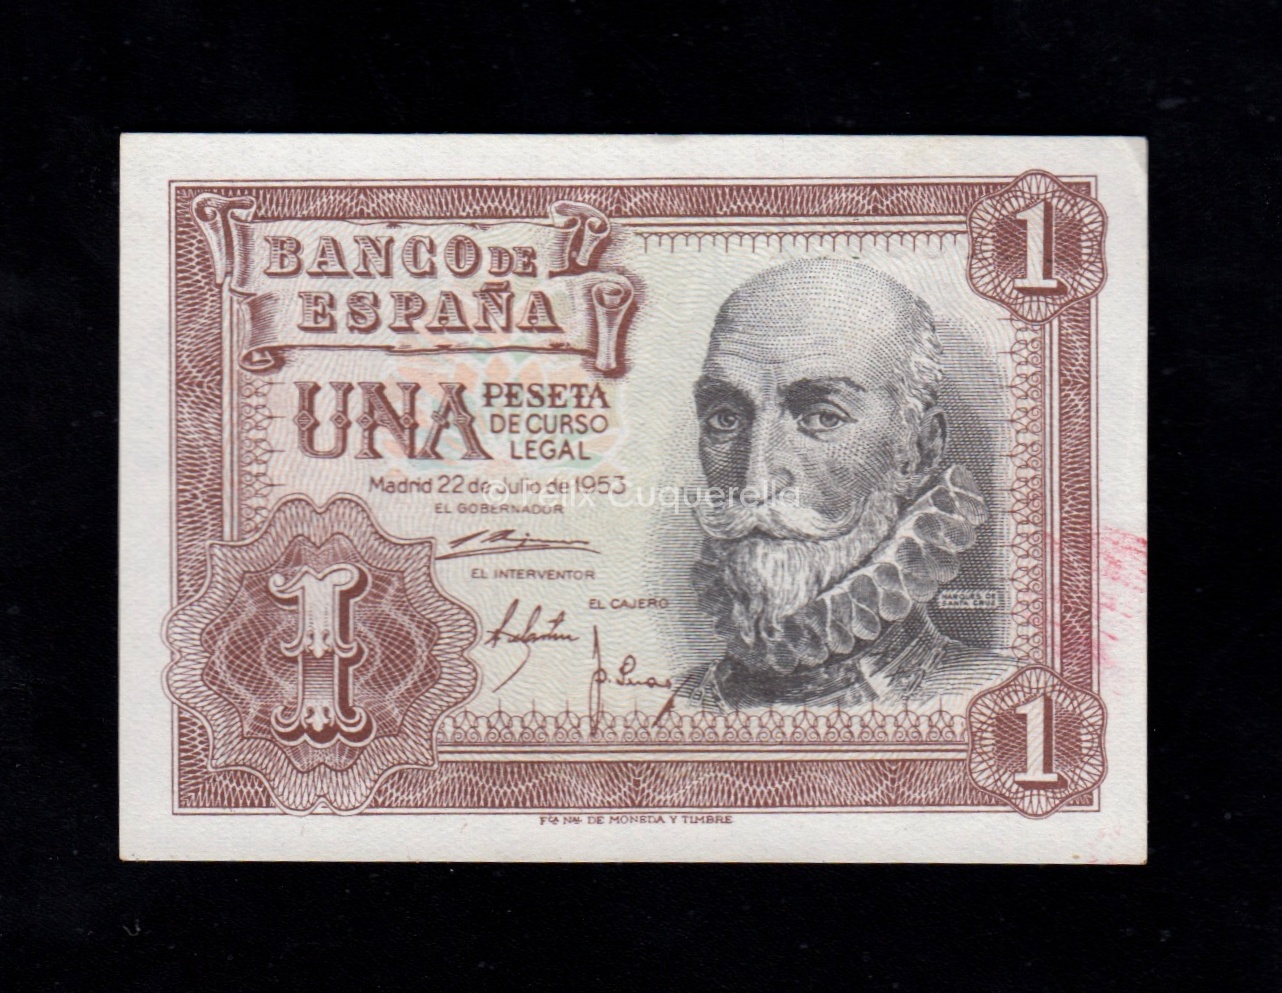 1
BANCO DE
ESPAÑA
UNA PESETA
DE CURSO
LEGAL
Madrid 22 de Julio de 1953
© Felix Cuquerella
EL GOBERNADOR
EL INTERVENTOR
EL CAJERO
MARQUES DE
SANTA CRUZ
1
1
Fca. Nal. DE MONEDA Y TIMBRE